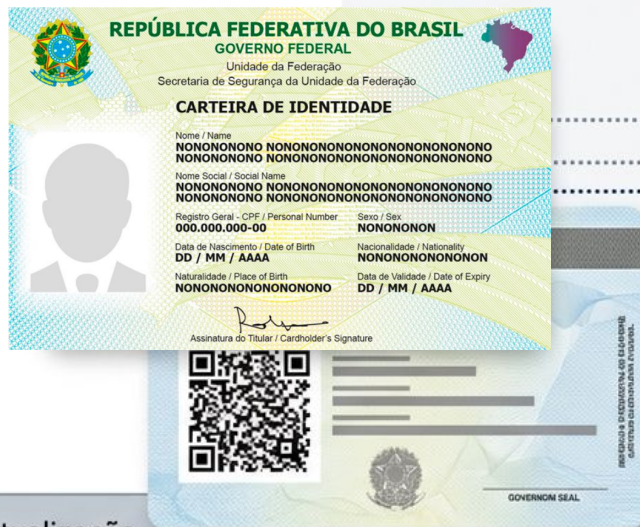 REPÚBLICA FEDERATIVA DO BRASIL
GOVERNO FEDERAL
Unidade da Federação
Secretaria de Segurança da Unidade da Federação
CARTEIRA DE IDENTIDADE
Nome / Name
NONONONONO NONONONONONONONONONONONO
NONONONONO NONONONONONONONONONONONO
Nome Social / Social Name
NONONONONO NONONONONONONONONONONONO
NONONONONO NONONONONONONONONONONONO
Registro Geral - CPF / Personal Number
000.000.000-00
Sexo / Sex
NONONONON
Data de Nascimento / Date of Birth
DD / MM / AAAA
Nacionalidade / Nationality
NONONONONONONON
Naturalidade / Place of Birth
NONONONONONONONONO
Data de Validade / Date of Expiry
DD / MM / AAAA
Assinatura do Titular / Cardholder's Signature
GOVERNOM SEAL